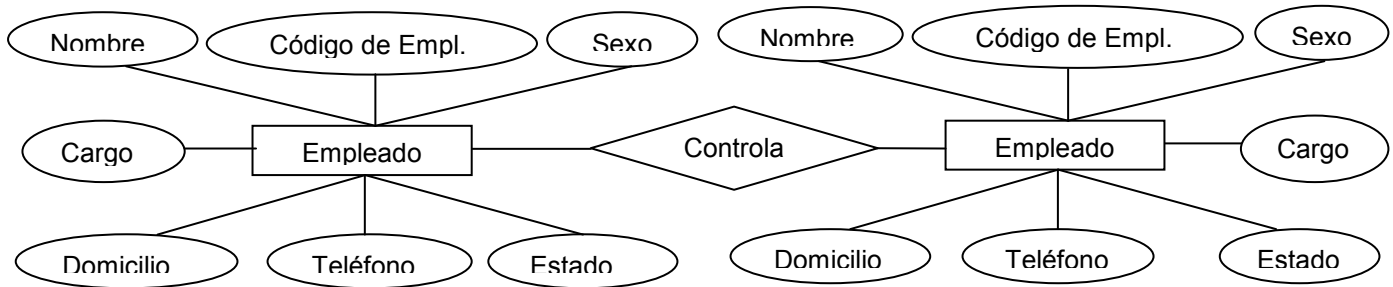 Nombre
Código de Empl.
Sexo
Nombre
Código de Empl.
Sexo
Cargo
Empleado
Controla
Empleado
Cargo
Domicilio
Teléfono
Estado
Domicilio
Teléfono
Estado